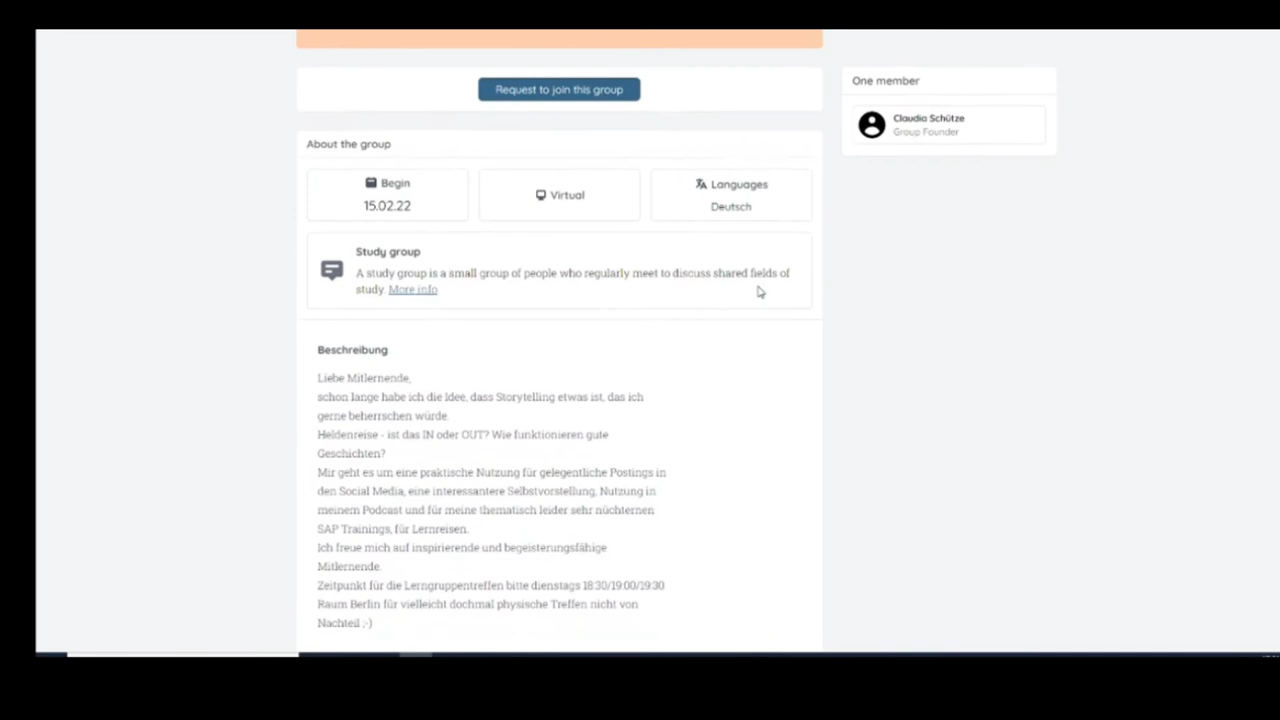 Request to join this group
One member
Claudia Schütze
Group Founder
About the group
Begin
15.02.22
Virtual
Languages
Deutsch
Study group
A study group is a small group of people who regularly meet to discuss shared fields of
study. More info
Beschreibung
Liebe Mitlernende,
schon lange habe ich die Idee, dass Storytelling etwas ist, das ich
gerne beherrschen würde.
Heldenreise - ist das IN oder OUT? Wie funktionieren gute
Geschichten?
Mir geht es um eine praktische Nutzung für gelegentliche Postings in
den Social Media, eine interessantere Selbstvorstellung, Nutzung in
meinem Podcast und für meine thematisch leider sehr nüchternen
SAP Trainings, für Lernreisen.
Ich freue mich auf inspirierende und begeisterungsfähige
Mitlernende.
Zeitpunkt für die Lerngruppentreffen bitte dienstags 18:30/19:00/19:30
Raum Berlin für vielleicht dochmal physische Treffen nicht von
Nachteil ;-)